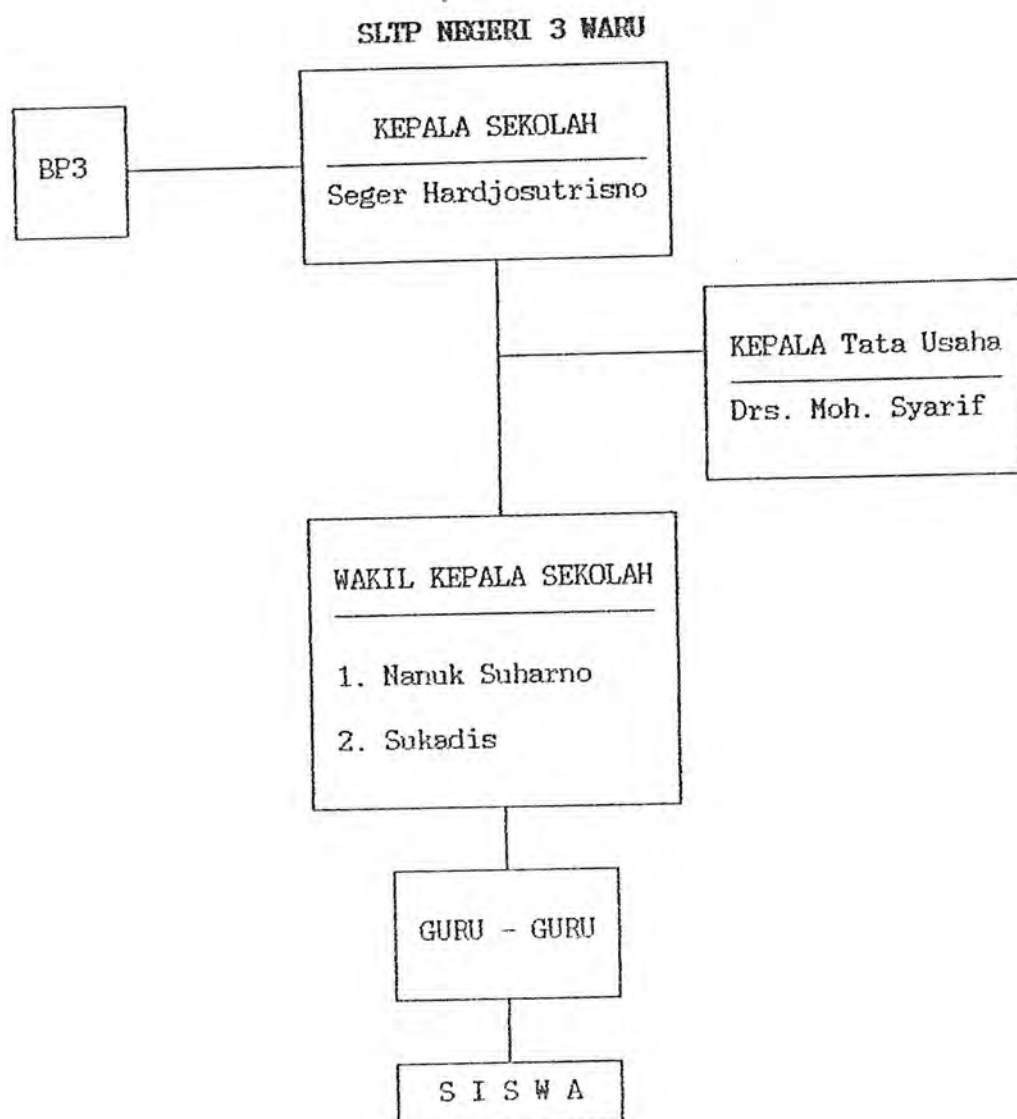 SLTP NEGERI 3 WARU
KEPALA SEKOLAH
Seger Hardjosutrisno
BP3
KEPALA Tata Usaha
Drs. Moh. Syarif
WAKIL KEPALA SEKOLAH
1. Nanuk Suharno
2. Sukadis
GURU - GURU
S I S W A